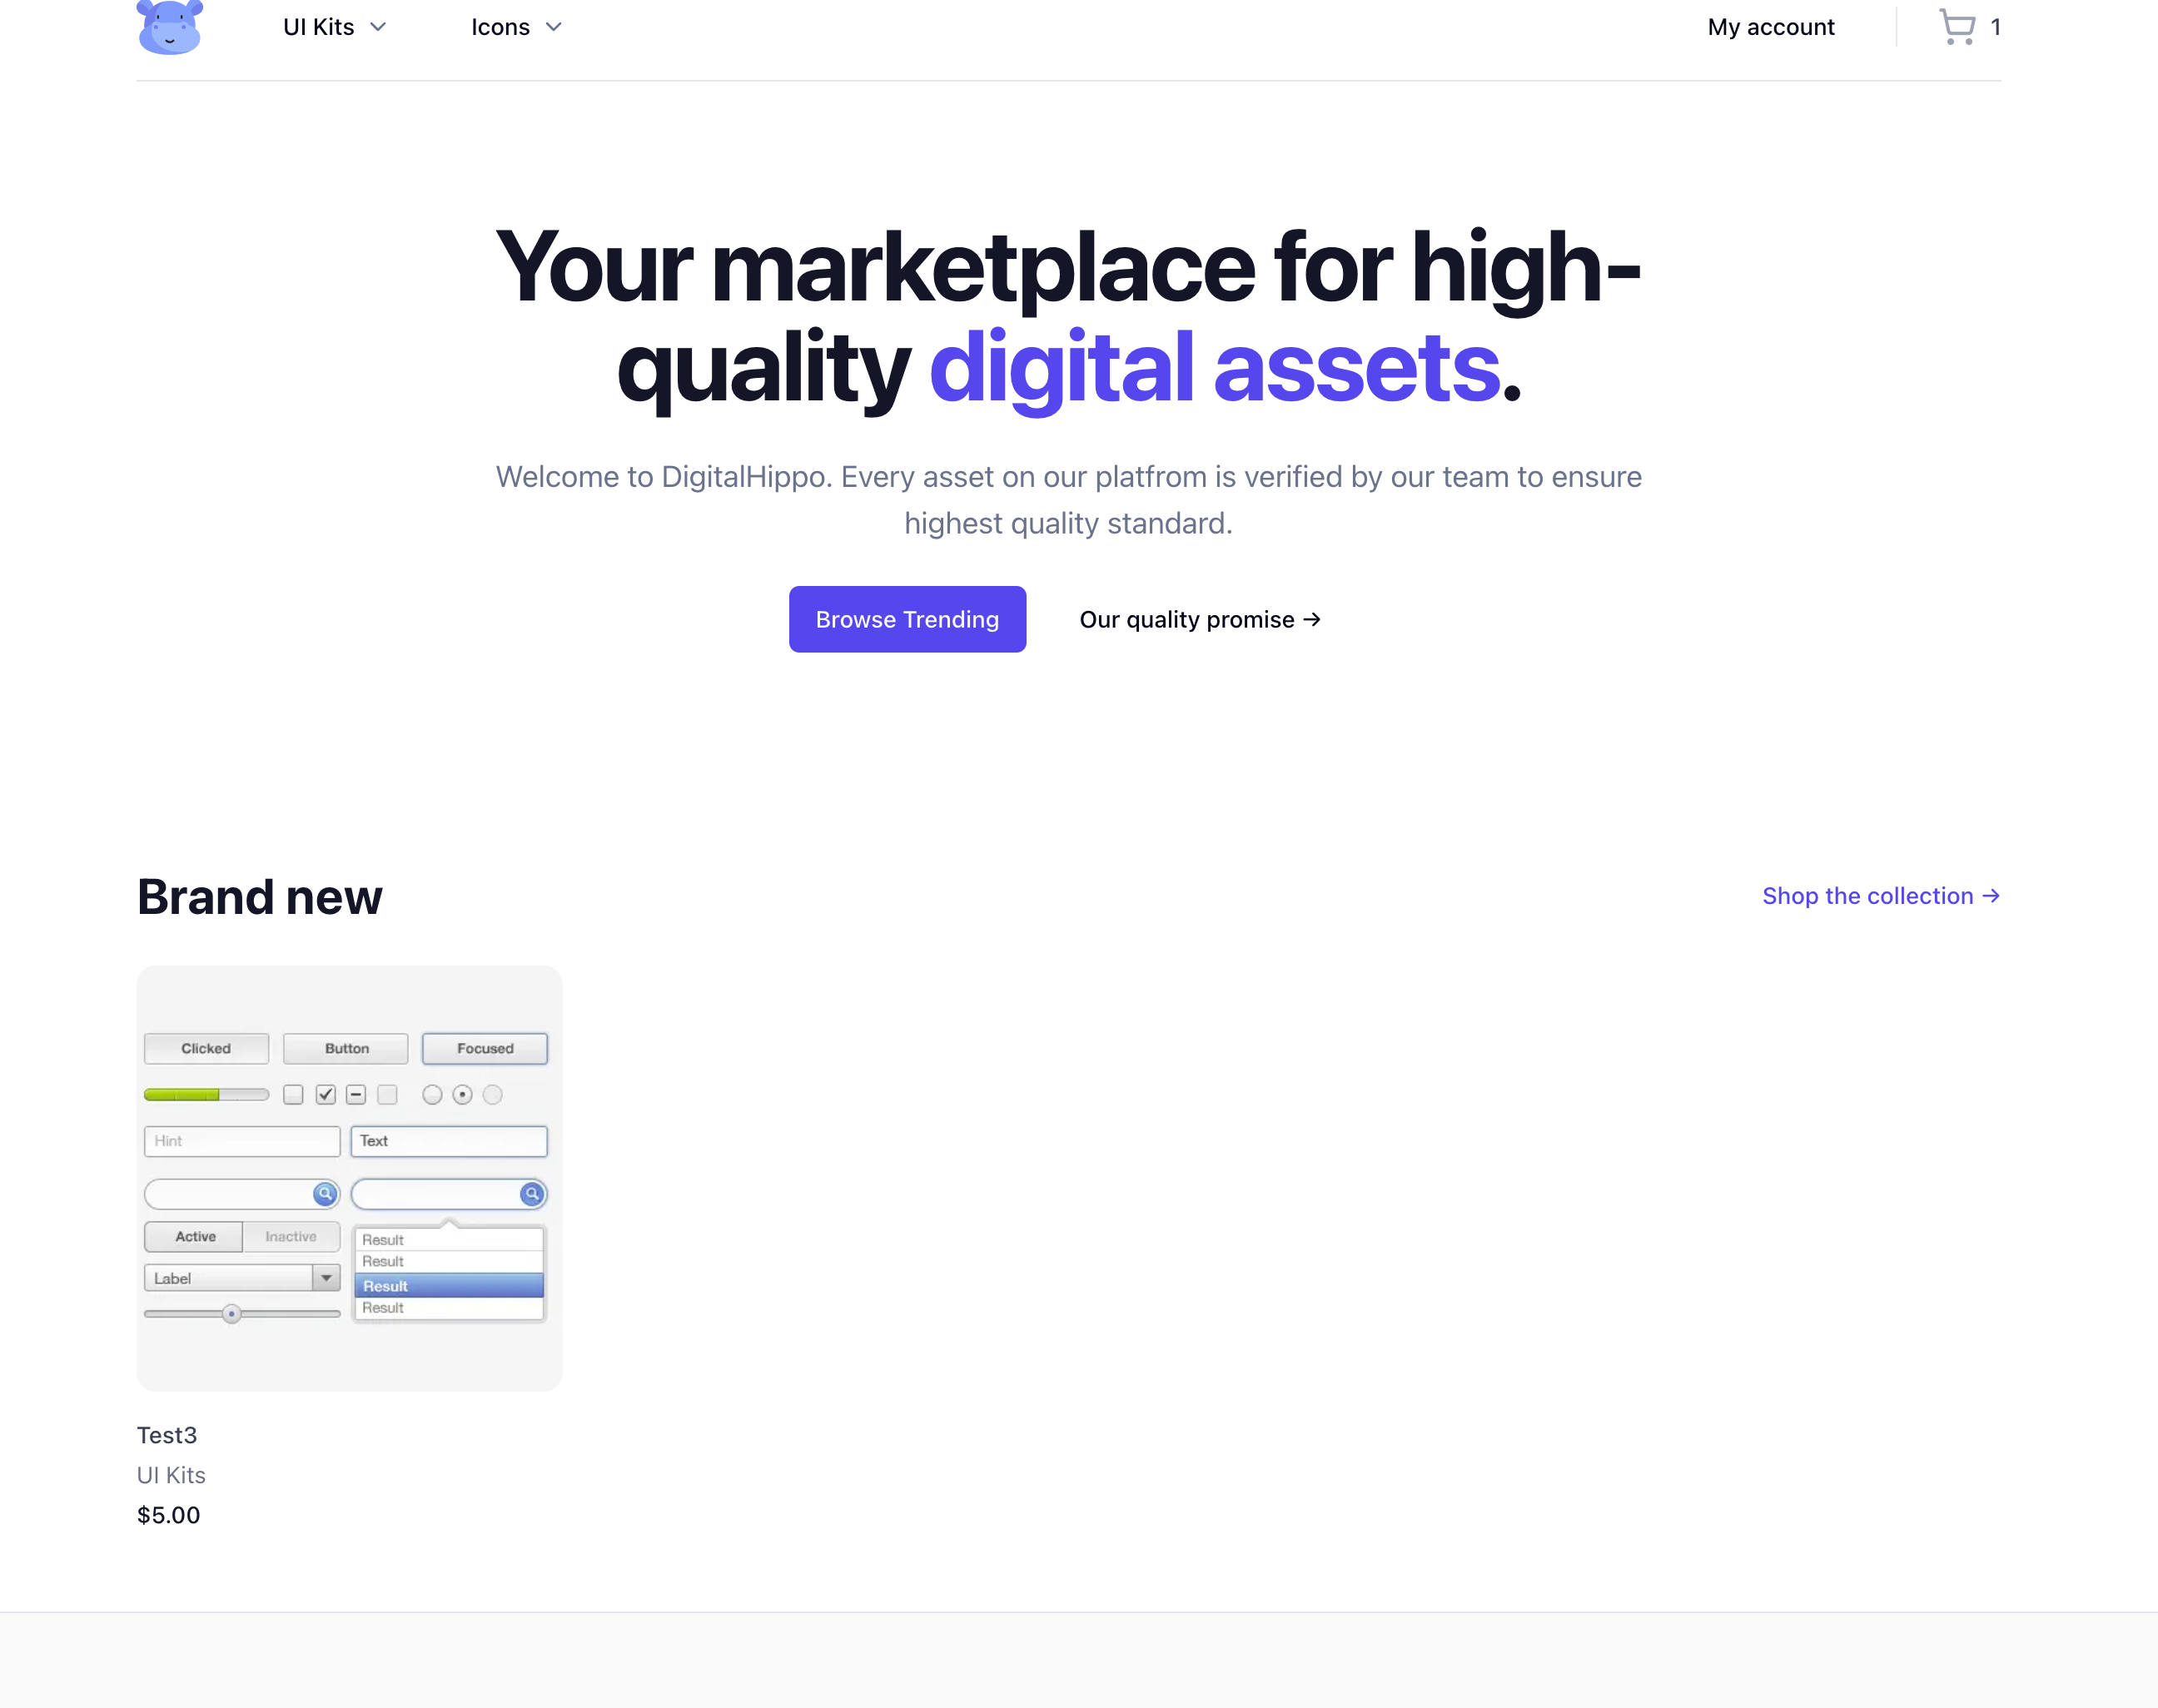 UI Kits
Icons
My account
1
Your marketplace for high-
quality digital assets.
Welcome to DigitalHippo. Every asset on our platfrom is verified by our team to ensure
highest quality standard.
Browse Trending
Our quality promise →
Brand new
Shop the collection →
Clicked
Button
Focused
Hint
Text
Active
Inactive
Label
Result
Result
Result
Result
Test3
UI Kits
$5.00